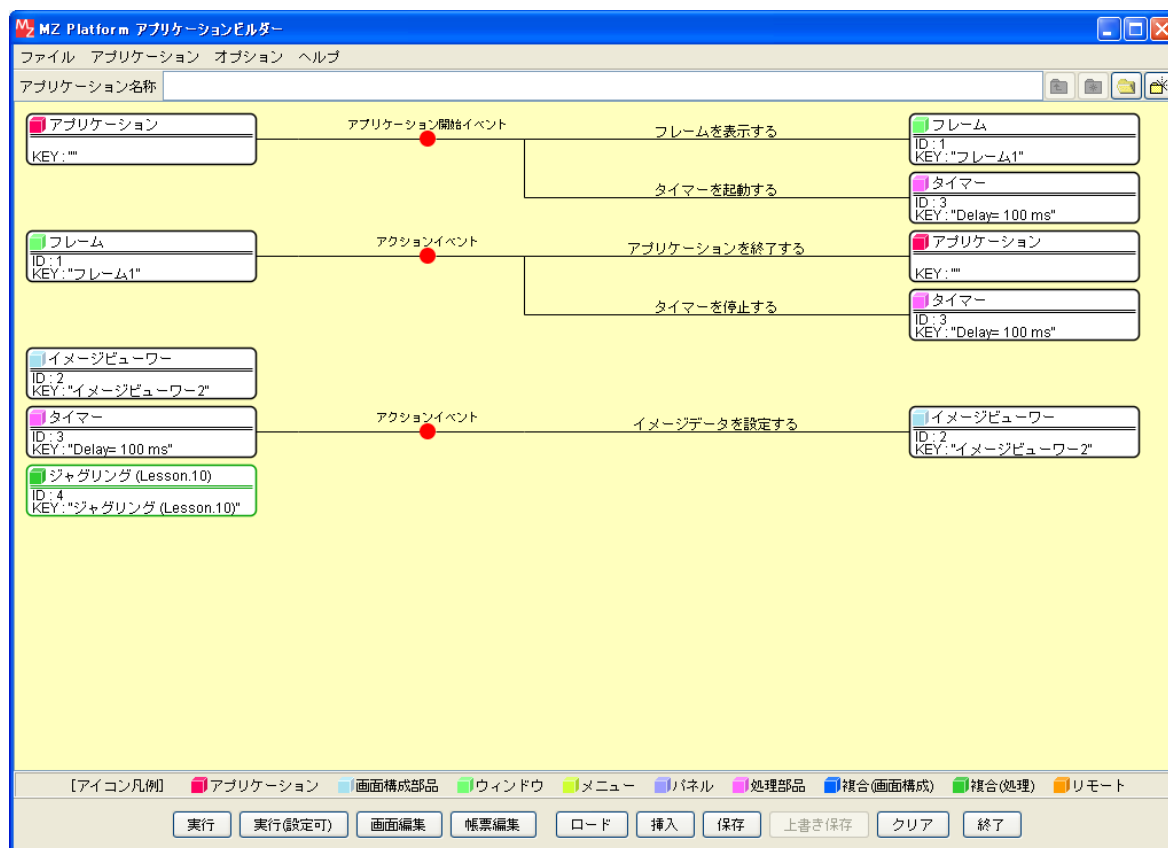 MZ Platform アプリケーションビルダー
ファイル アプリケーション オプション ヘルプ
アプリケーション名称
アプリケーション
KEY : ""
アプリケーション開始イベント
フレームを表示する
フレーム
ID : 1
KEY : "フレーム1"
タイマーを起動する
タイマー
ID : 3
KEY : "Delay= 100 ms"
フレーム
ID : 1
KEY : "フレーム1"
アクションイベント
アプリケーションを終了する
アプリケーション
KEY : ""
タイマーを停止する
タイマー
ID : 3
KEY : "Delay= 100 ms"
イメージビューワー
ID : 2
KEY : "イメージビューワー2"
タイマー
ID : 3
KEY : "Delay= 100 ms"
アクションイベント
イメージデータを設定する
イメージビューワー
ID : 2
KEY : "イメージビューワー2"
ジャグリング (Lesson.10)
ID : 4
KEY : "ジャグリング (Lesson.10)"
[アイコン凡例] アプリケーション 画面構成部品 ウィンドウ メニュー パネル 処理部品 複合(画面構成) 複合(処理) リモート
実行 実行(設定可) 画面編集 帳票編集 ロード 挿入 保存 上書き保存 クリア 終了